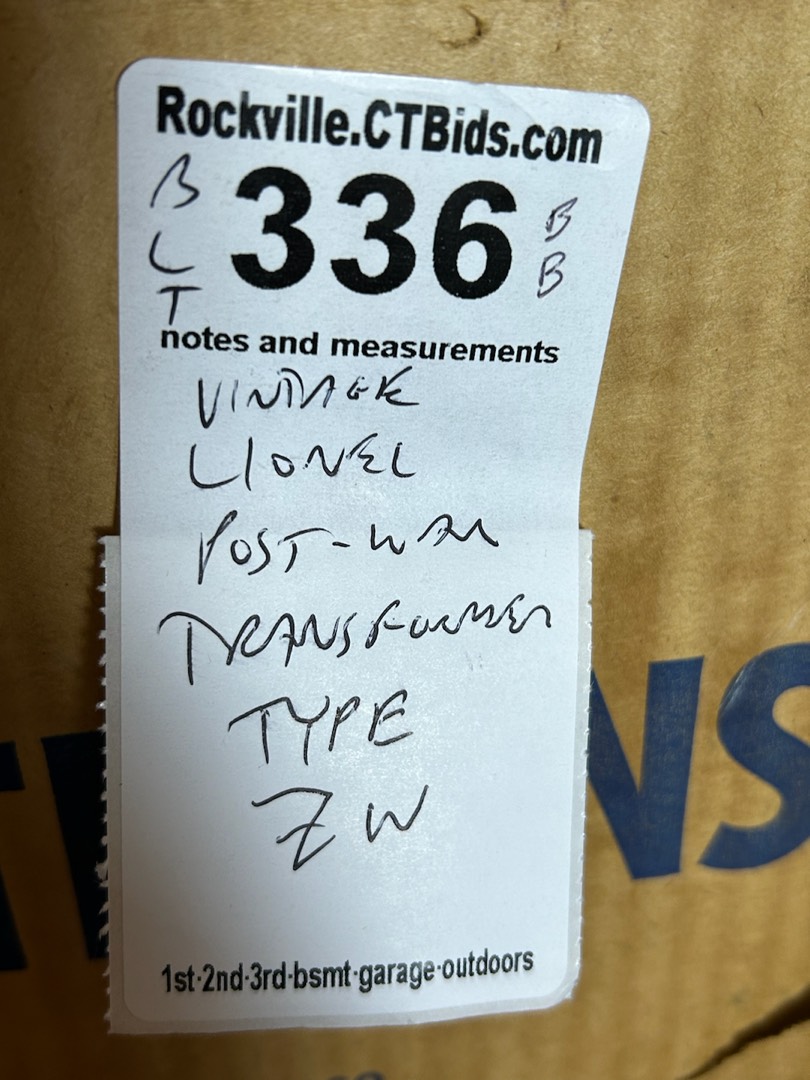 Rockville.CTBids.com
B L T
336
B B
notes and measurements
VINTAGE
LIONEL
POST-WAR
TRANSFORMER
TYPE
ZW
NS
1st-2nd-3rd-bsmt-garage-outdoors